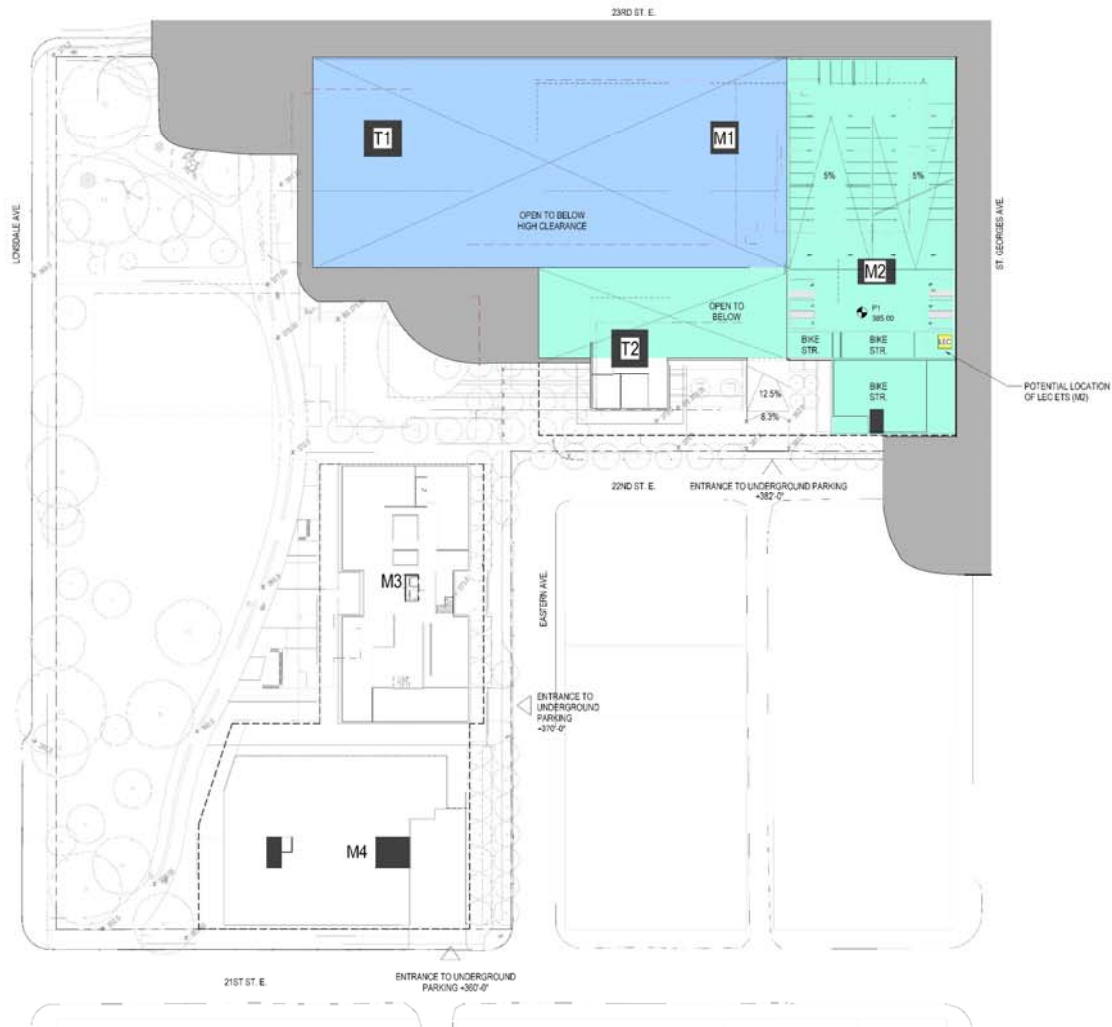 23RD ST. E.
T1
M1
5%
5%
OPEN TO BELOW
HIGH CLEARANCE
LONSDALE AVE.
ST. GEORGES AVE.
M2
OPEN TO
BELOW
P1
385.00
T2
BIKE
STR.
BIKE
STR.
LEC
BIKE
STR.
POTENTIAL LOCATION
OF LEC ETS (M2)
12.5%
8.3%
22ND ST. E.
ENTRANCE TO UNDERGROUND PARKING
+382'-0"
M3
EASTERN AVE.
ENTRANCE TO
UNDERGROUND
PARKING
+370'-0"
M4
21ST ST. E.
ENTRANCE TO UNDERGROUND
PARKING +360'-0"